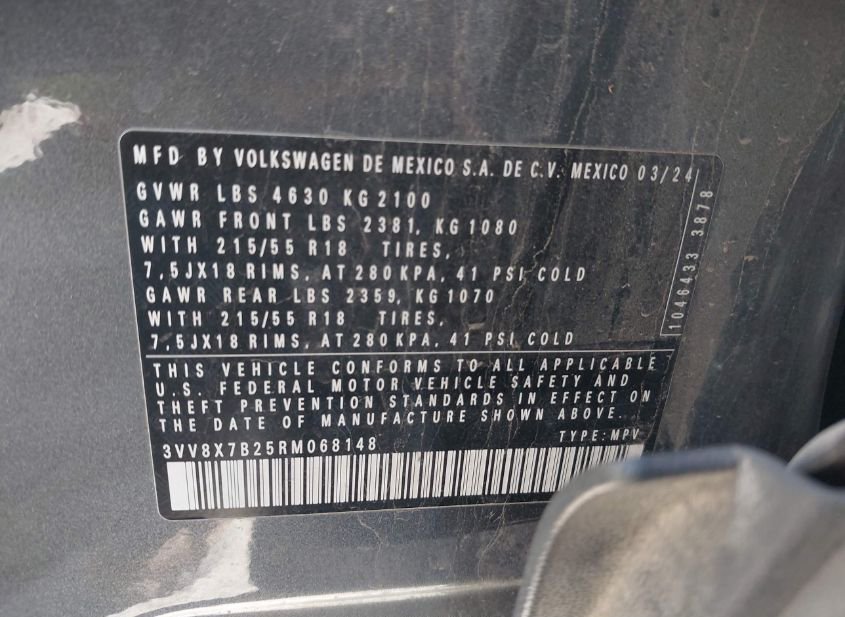 MFD BY VOLKSWAGEN DE MEXICO S.A. DE C.V. MEXICO 03/24
GVWR LBS 4630 KG 2100
GAWR FRONT LBS 2381, KG 1080
WITH 215/55 R18 TIRES,
7,5JX18 RIMS, AT 280 KPA, 41 PSI COLD
GAWR REAR LBS 2359, KG 1070
WITH 215/55 R18 TIRES,
7,5JX18 RIMS, AT 280 KPA, 41 PSI COLD
THIS VEHICLE CONFORMS TO ALL APPLICABLE
U.S. FEDERAL MOTOR VEHICLE SAFETY AND
THEFT PREVENTION STANDARDS IN EFFECT ON
THE DATE OF MANUFACTURE SHOWN ABOVE.
3VV8X7B25RM068148 TYPE: MPV
1046433 3878